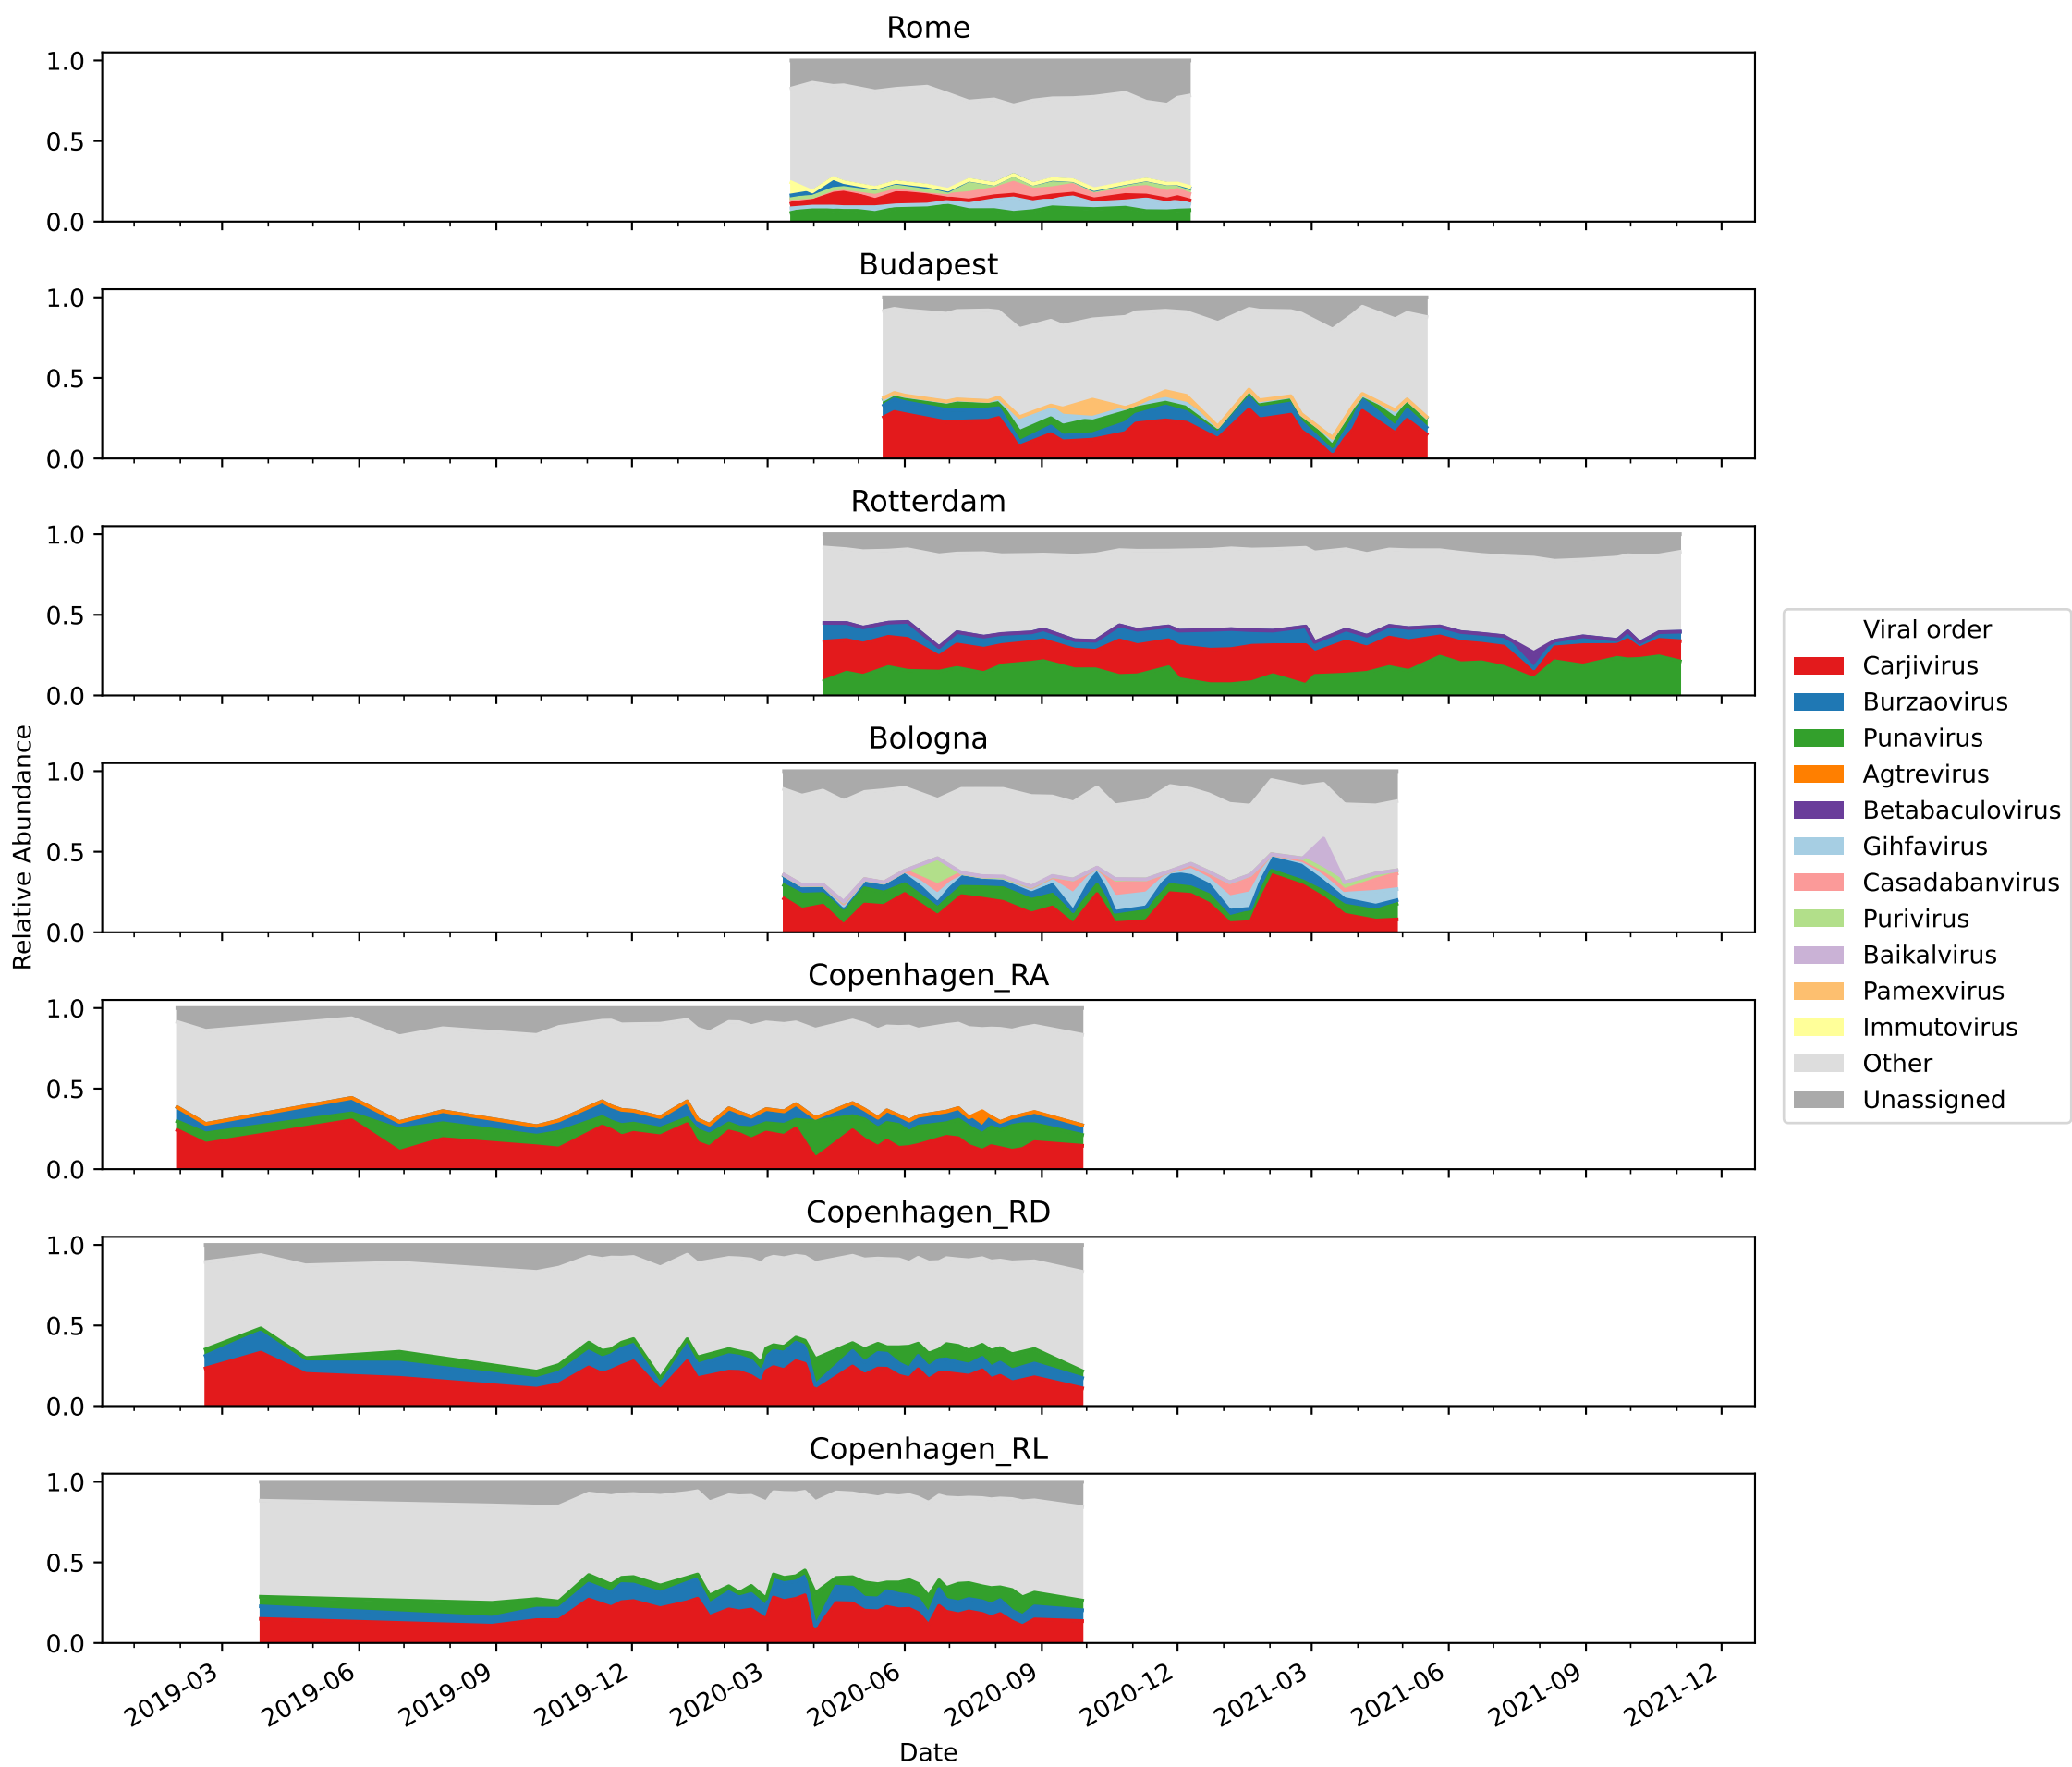 Rome
1.0
0.5
0.0
Budapest
1.0
0.5
0.0
Rotterdam
1.0
0.5
0.0
Bologna
1.0
0.5
0.0
Copenhagen_RA
1.0
0.5
0.0
Copenhagen_RD
1.0
0.5
0.0
Copenhagen_RL
1.0
0.5
0.0
Relative Abundance
2019-03
2019-06
2019-09
2019-12
2020-03
2020-06
2020-09
2020-12
2021-03
2021-06
2021-09
2021-12
Date
Viral order
Carjivirus
Burzaovirus
Punavirus
Agtrevirus
Betabaculovirus
Gihfavirus
Casadabanvirus
Purivirus
Baikalvirus
Pamexvirus
Immutovirus
Other
Unassigned